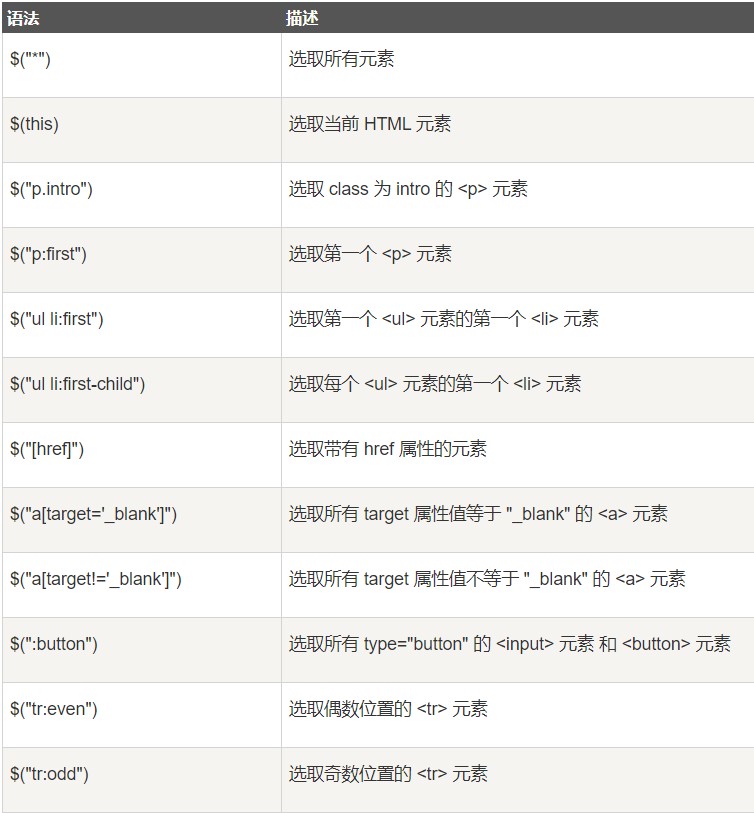 语法 描述
$("*") 选取所有元素
$(this) 选取当前 HTML 元素
$("p.intro") 选取 class 为 intro 的 <p> 元素
$("p:first") 选取第一个 <p> 元素
$("ul li:first") 选取第一个 <ul> 元素的第一个 <li> 元素
$("ul li:first-child") 选取每个 <ul> 元素的第一个 <li> 元素
$("[href]") 选取带有 href 属性的元素
$("a[target='_blank']") 选取所有 target 属性值等于 "_blank" 的 <a> 元素
$("a[target!='_blank']") 选取所有 target 属性值不等于 "_blank" 的 <a> 元素
$(":button") 选取所有 type="button" 的 <input> 元素 和 <button> 元素
$("tr:even") 选取偶数位置的 <tr> 元素
$("tr:odd") 选取奇数位置的 <tr> 元素